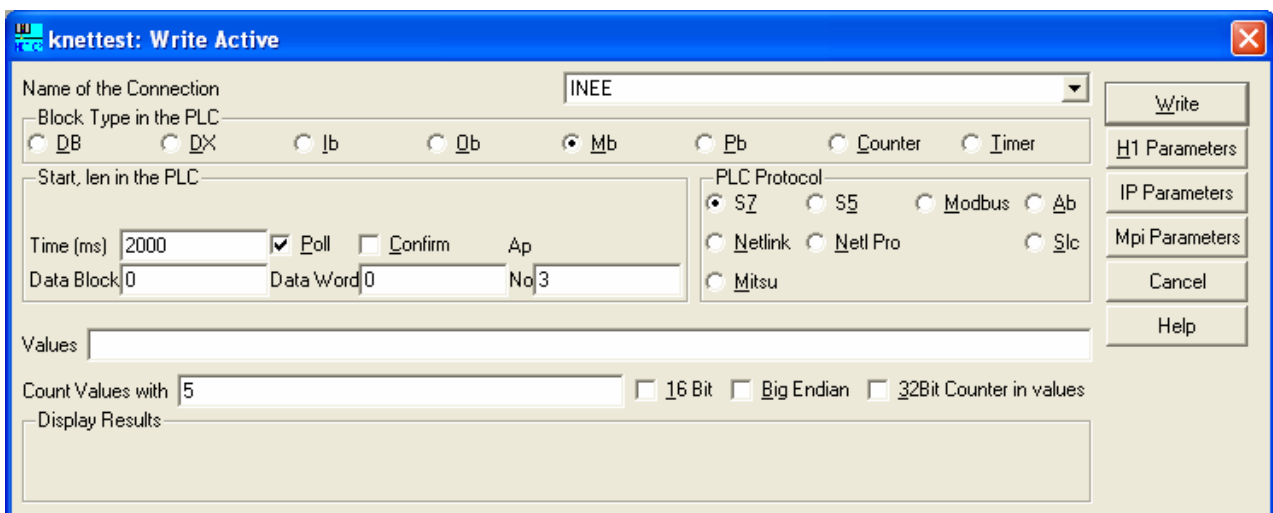 knettest: Write Active
Name of the Connection INEE
Write
Block Type in the PLC
DB DX Ib Qb Mb Pb Counter Timer
H1 Parameters
Start, len in the PLC
PLC Protocol
S7 S5 Modbus Ab
IP Parameters
Time (ms) 2000 Poll Confirm Ap
Netlink Netl Pro Slc
Mpi Parameters
Data Block 0 Data Word 0 No 3
Mitsu
Cancel
Help
Values
Count Values with 5 16 Bit Big Endian 32Bit Counter in values
Display Results